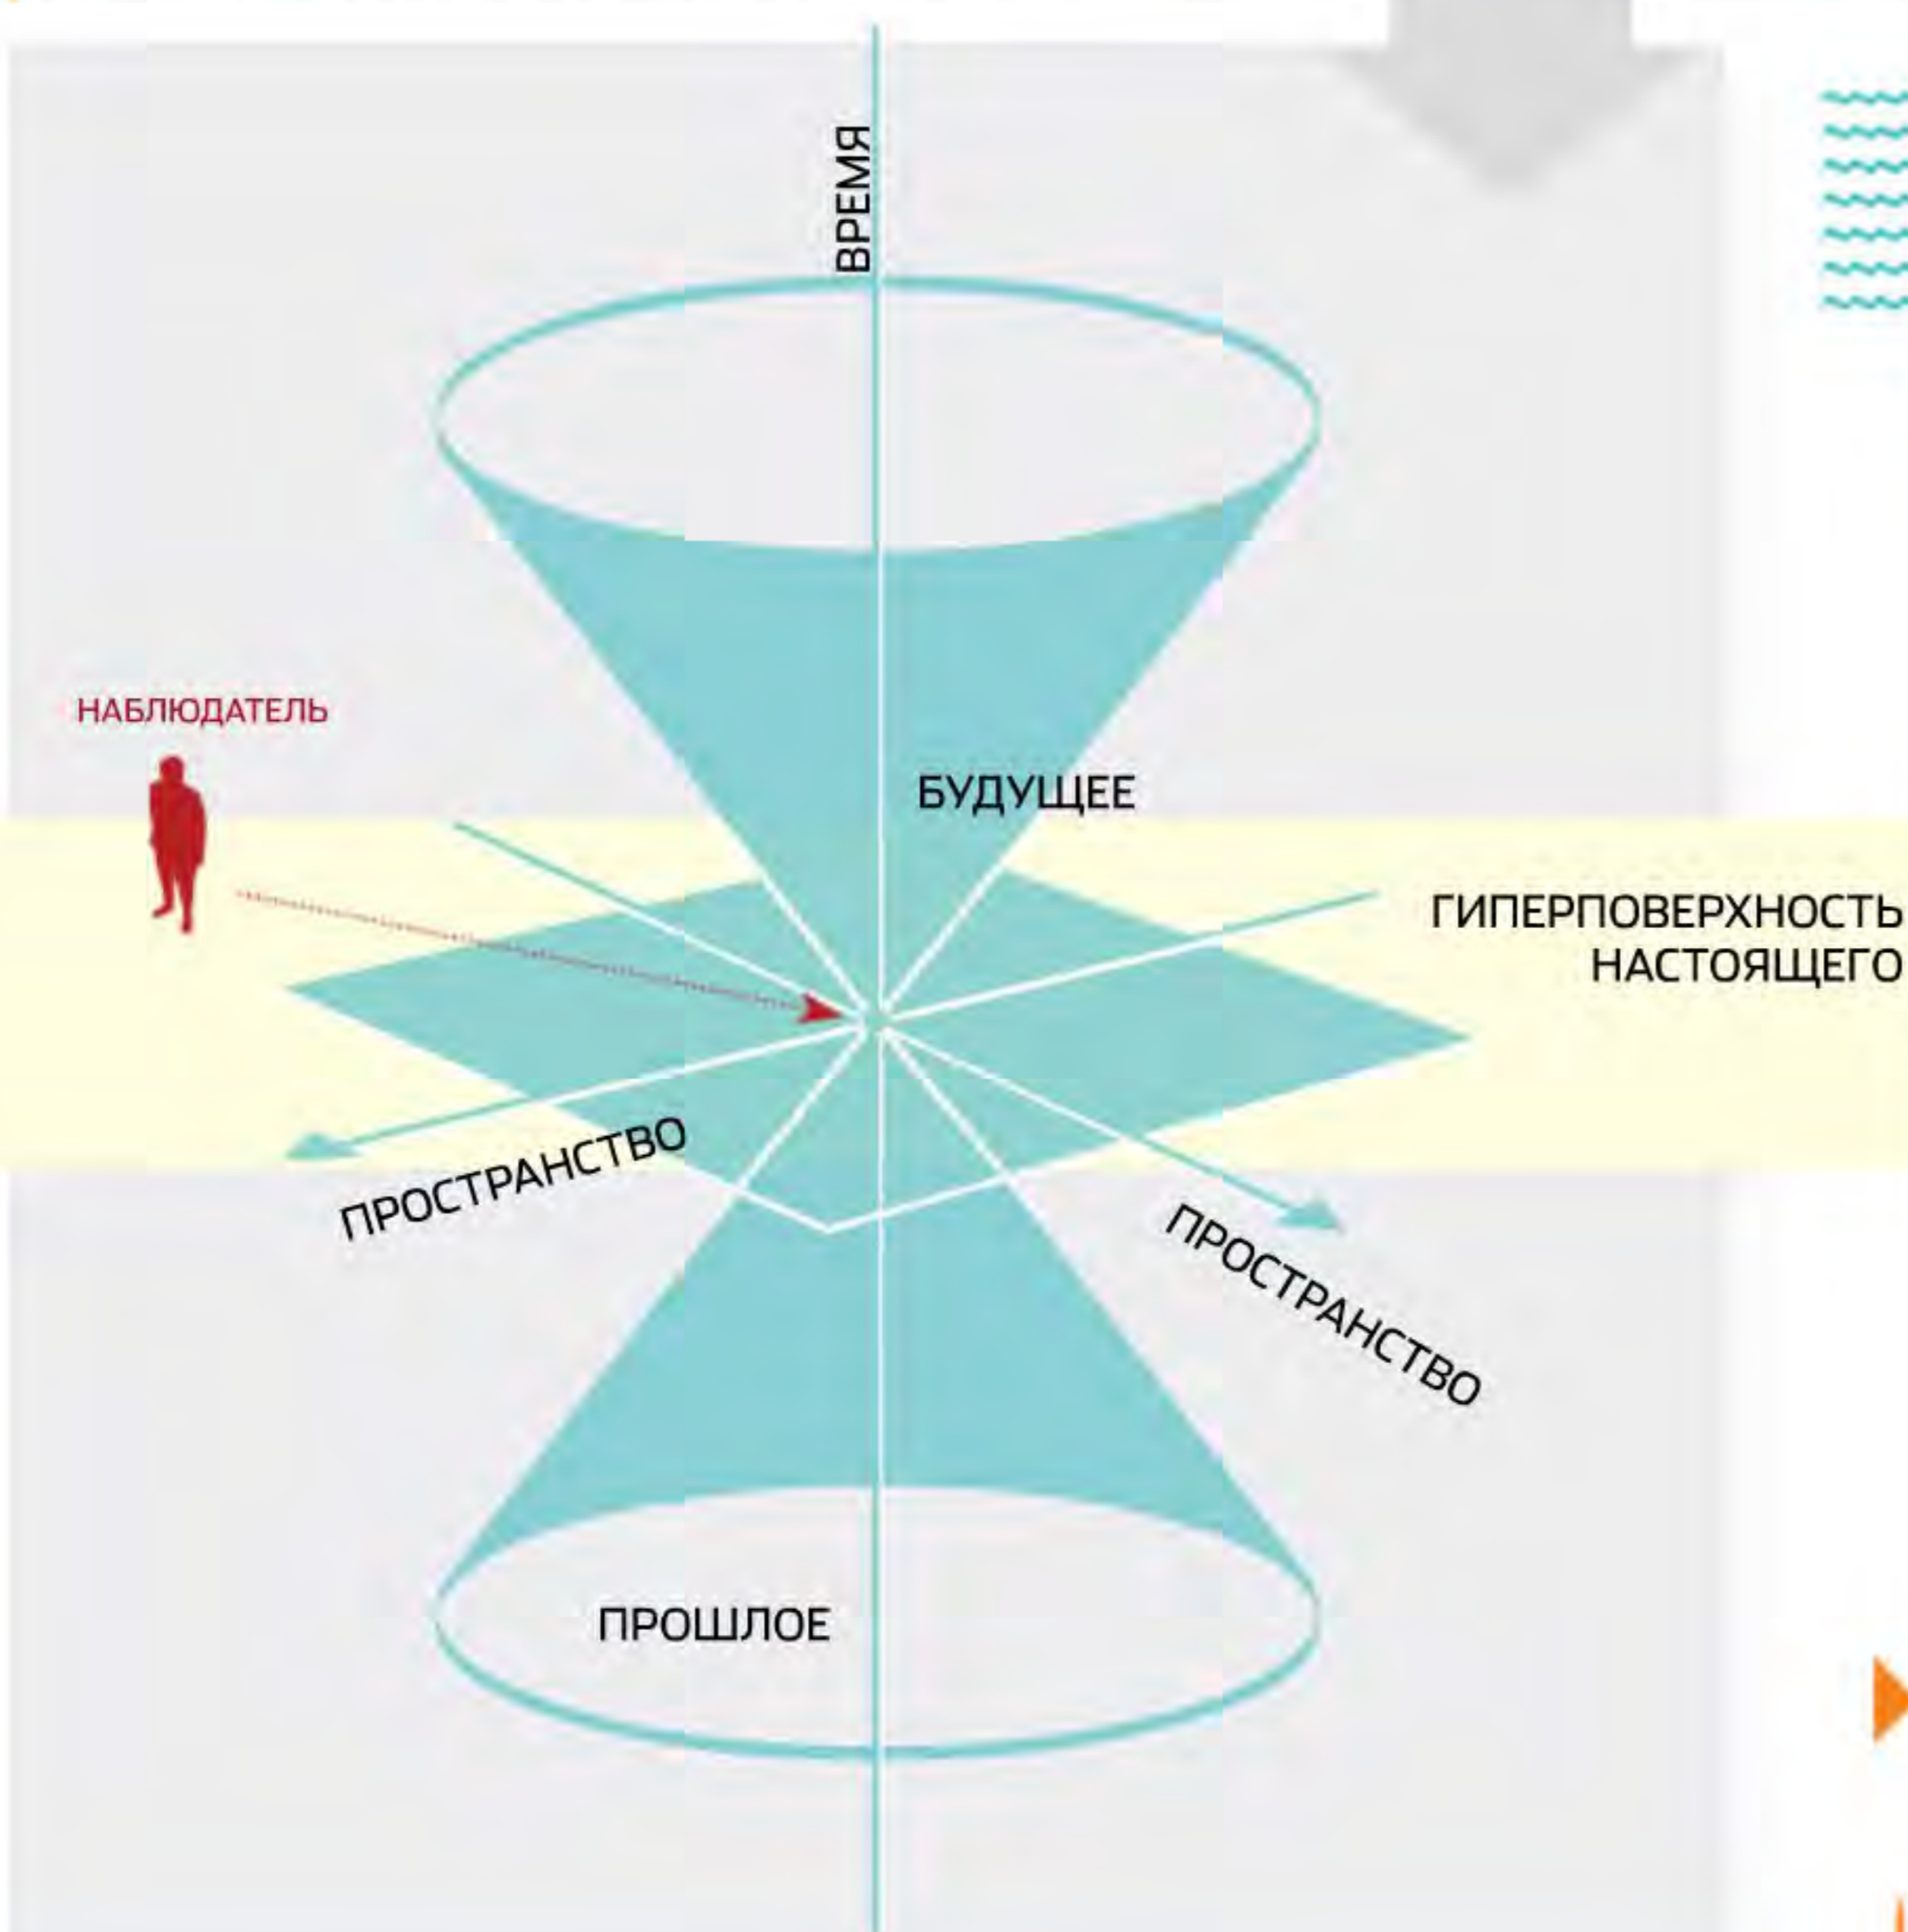 ВРЕМЯ
НАБЛЮДАТЕЛЬ
БУДУЩЕЕ
ГИПЕРПОВЕРХНОСТЬ
НАСТОЯЩЕГО
ПРОСТРАНСТВО
ПРОСТРАНСТВО
ПРОШЛОЕ